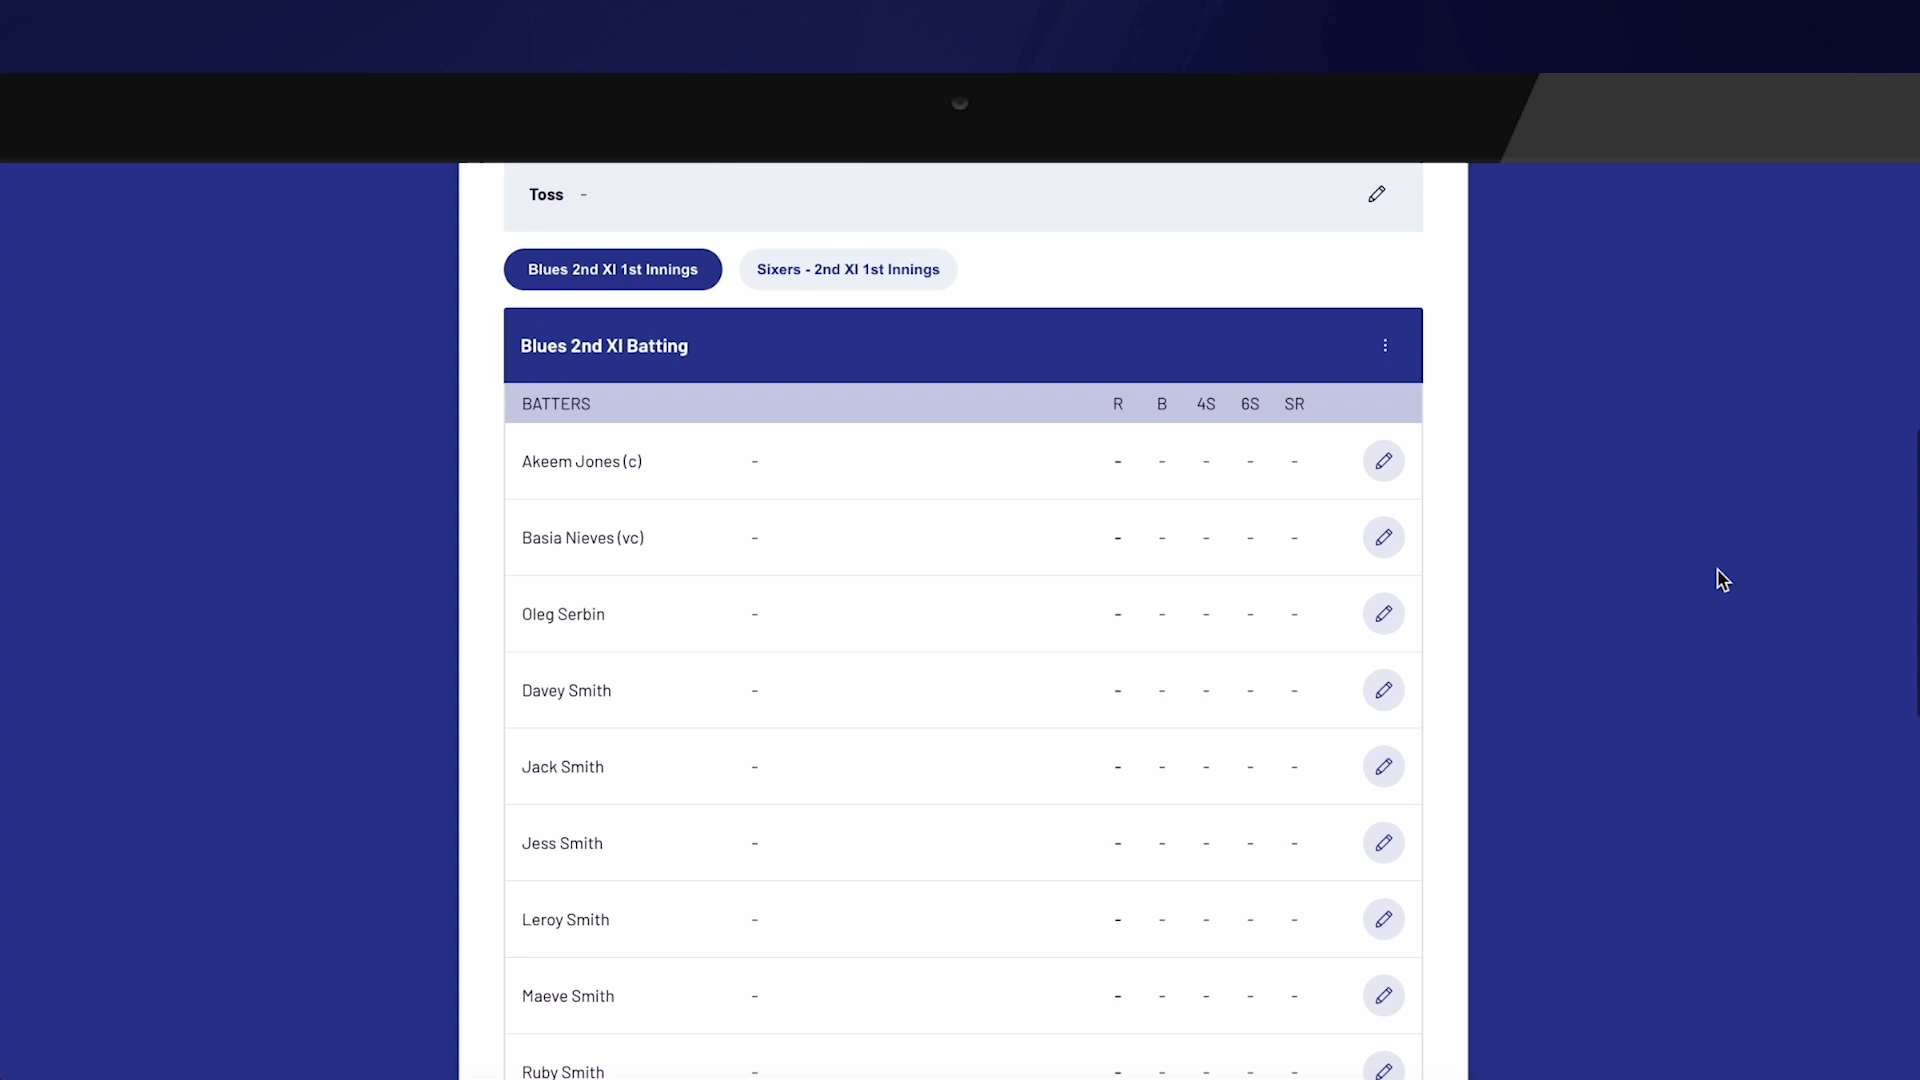 Toss -
Blues 2nd XI 1st Innings Sixers - 2nd XI 1st Innings
Blues 2nd XI Batting
BATTERS R B 4S 6S SR
Akeem Jones (c) - - - - - -
Basia Nieves (vc) - - - - - -
Oleg Serbin - - - - - -
Davey Smith - - - - - -
Jack Smith - - - - - -
Jess Smith - - - - - -
Leroy Smith - - - - - -
Maeve Smith - - - - - -
Ruby Smith - - - - - -